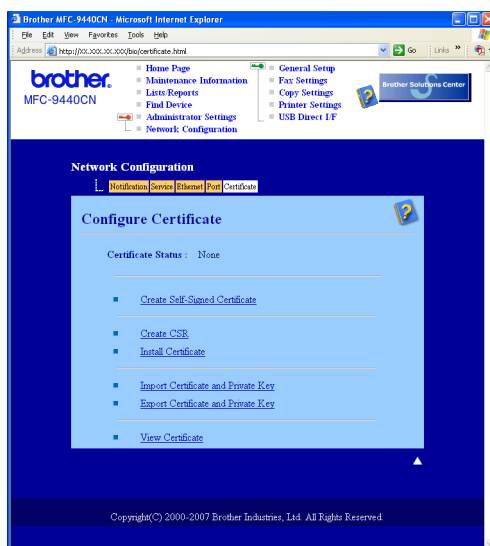 Brother MFC-9440CN - Microsoft Internet Explorer
File Edit View Favorites Tools Help
Address http://XX.XXX.XX.XXX/bio/certificate.html Go Links »
brother.
MFC-9440CN
Home Page
Maintenance Information
Lists/Reports
Find Device
Administrator Settings
Network Configuration
General Setup
Fax Settings
Copy Settings
Printer Settings
USB Direct I/F
Brother Solutions Center
Network Configuration
Notification Service Ethernet Port Certificate
Configure Certificate
Certificate Status : None
Create Self-Signed Certificate
Create CSR
Install Certificate
Import Certificate and Private Key
Export Certificate and Private Key
View Certificate
Copyright(C) 2000-2007 Brother Industries, Ltd. All Rights Reserved.